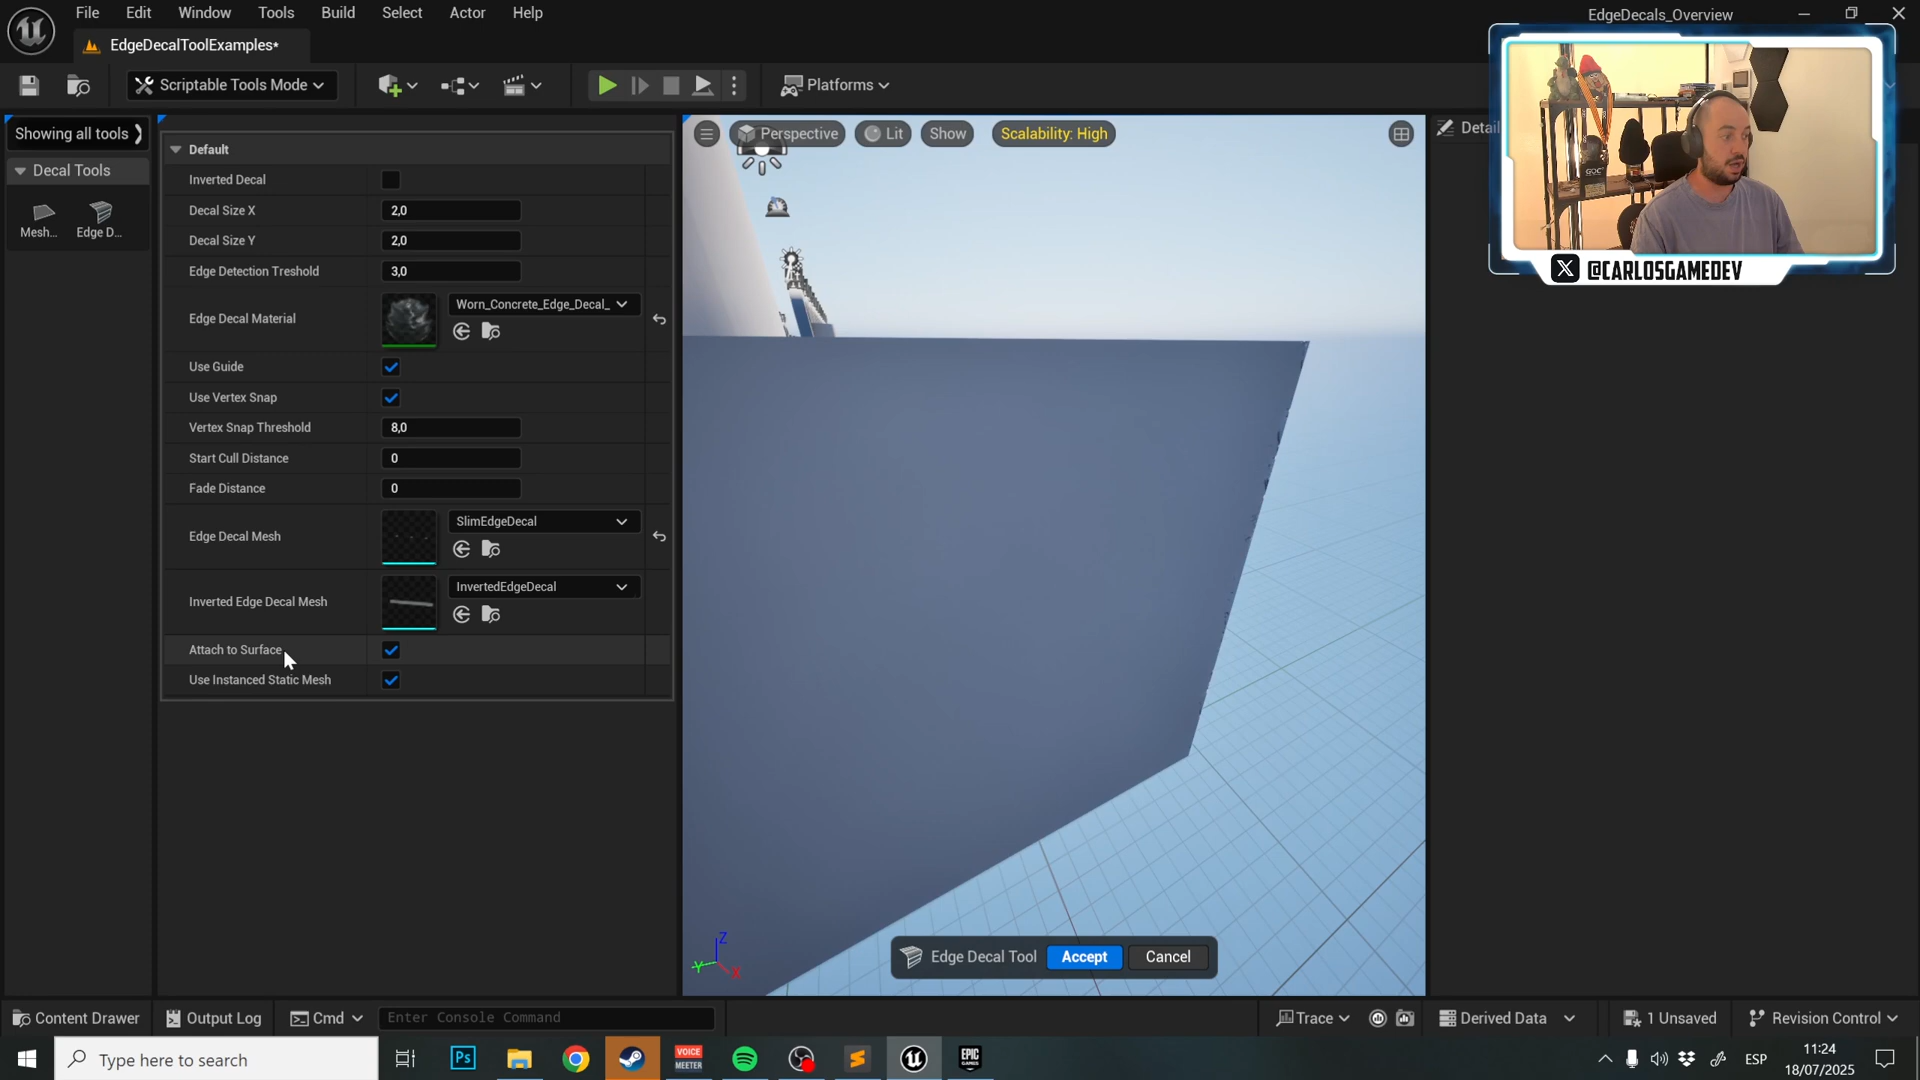 File Edit Window Tools Build Select Actor Help
EdgeDecals_Overview
EdgeDecalToolExamples*
Scriptable Tools Mode
Platforms
Showing all tools
Decal Tools
Mesh... Edge D...
Default
Inverted Decal
Decal Size X 2,0
Decal Size Y 2,0
Edge Detection Treshold 3,0
Edge Decal Material Worn_Concrete_Edge_Decal_
Use Guide
Use Vertex Snap
Vertex Snap Threshold 8,0
Start Cull Distance 0
Fade Distance 0
Edge Decal Mesh SlimEdgeDecal
Inverted Edge Decal Mesh InvertedEdgeDecal
Attach to Surface
Use Instanced Static Mesh
Perspective Lit Show Scalability: High
Detail
@CARLOSGAMEDEV
Z
Y
X
Edge Decal Tool Accept Cancel
Content Drawer Output Log Cmd Enter Console Command Trace Derived Data 1 Unsaved Revision Control
Type here to search
Ps
VOICE
MEETER
EPIC
GAMES
ESP
11:24
18/07/2025